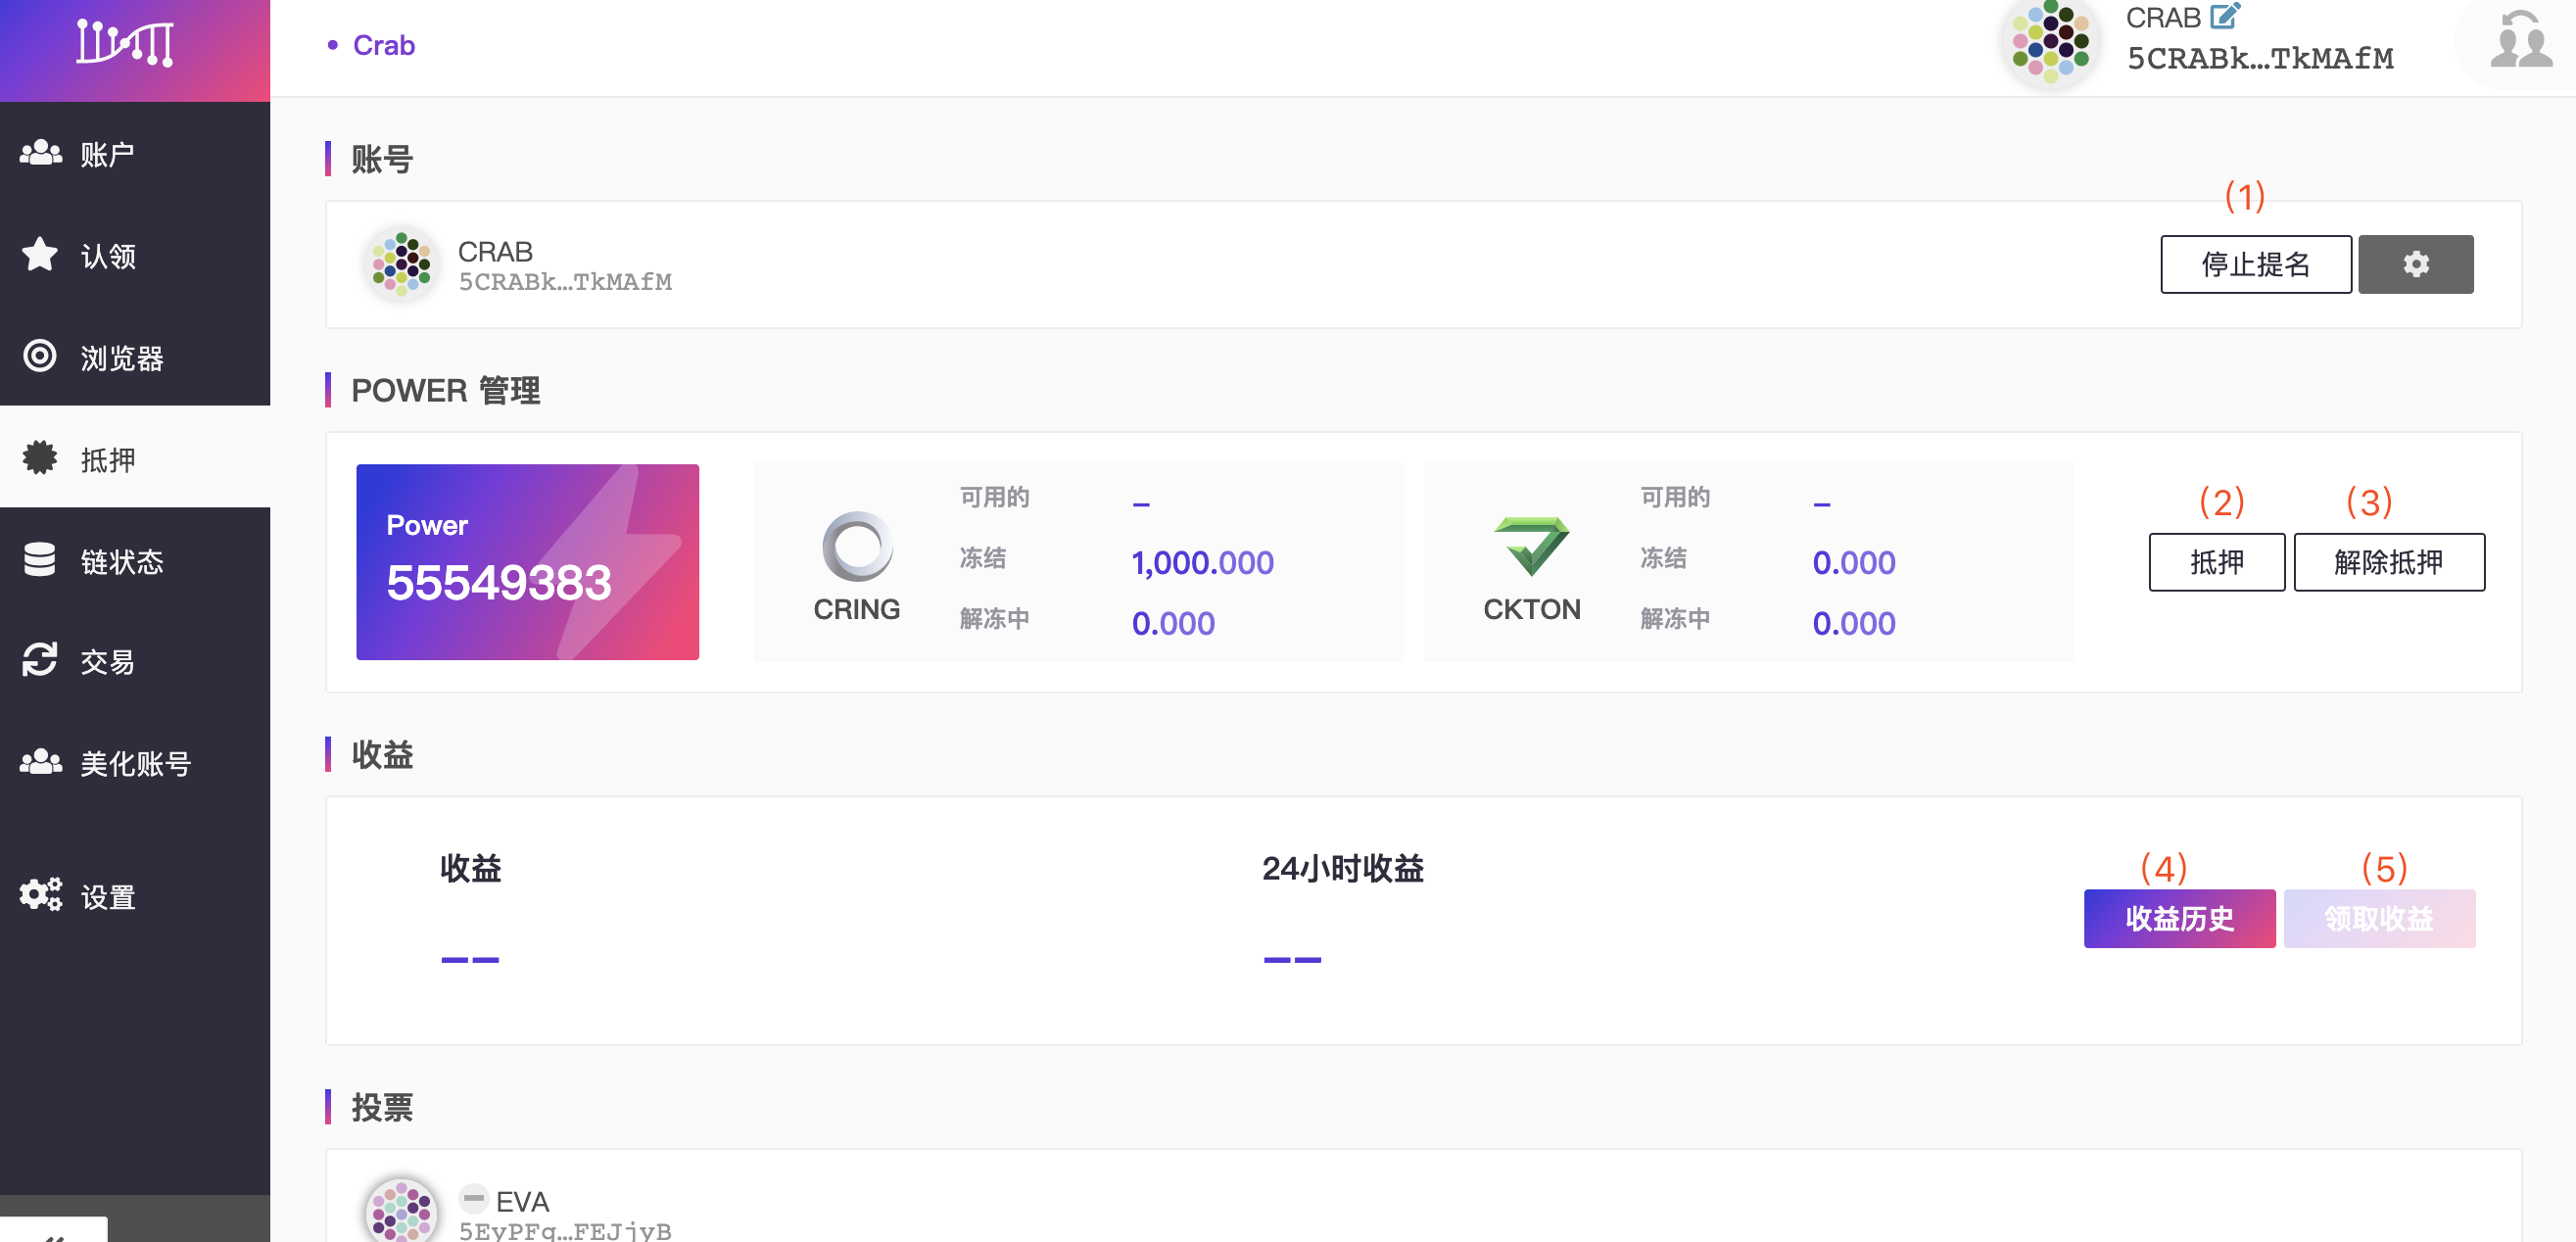 Crab
CRAB
5CRABk…TkMAfM
账户
认领
浏览器
抵押
链状态
交易
美化账号
设置
账号
CRAB
5CRABk…TkMAfM
(1)
停止提名
POWER 管理
Power
55549383
CRING
可用的 –
冻结 1,000.000
解冻中 0.000
CKTON
可用的 –
冻结 0.000
解冻中 0.000
(2) (3)
抵押 解除抵押
收益
收益
––
24小时收益
––
(4) (5)
收益历史 领取收益
投票
EVA
5EyPFq…FEJjyB